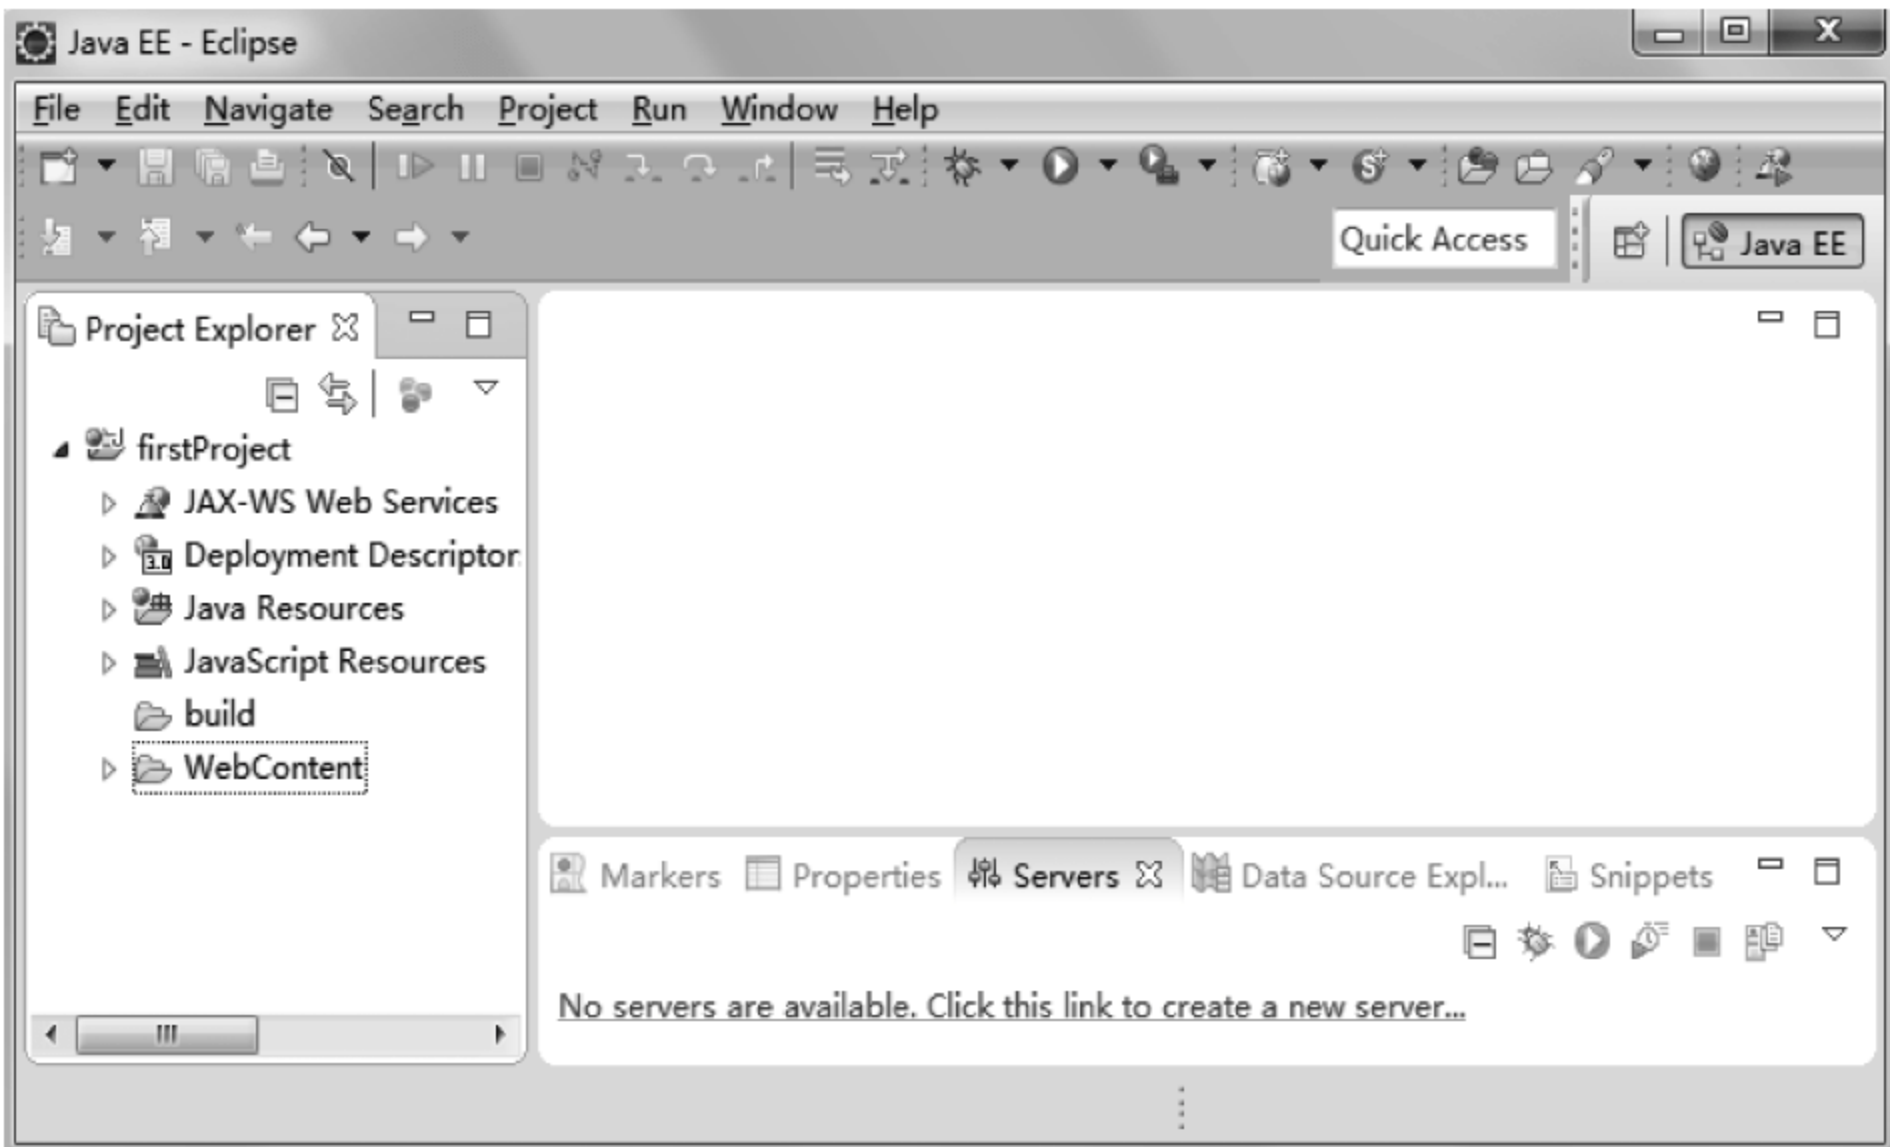 Java EE - Eclipse
File Edit Navigate Search Project Run Window Help
Quick Access
Java EE
Project Explorer
firstProject
JAX-WS Web Services
3.0 Deployment Descriptor
Java Resources
JavaScript Resources
build
WebContent
Markers Properties Servers Data Source Expl... Snippets
No servers are available. Click this link to create a new server...